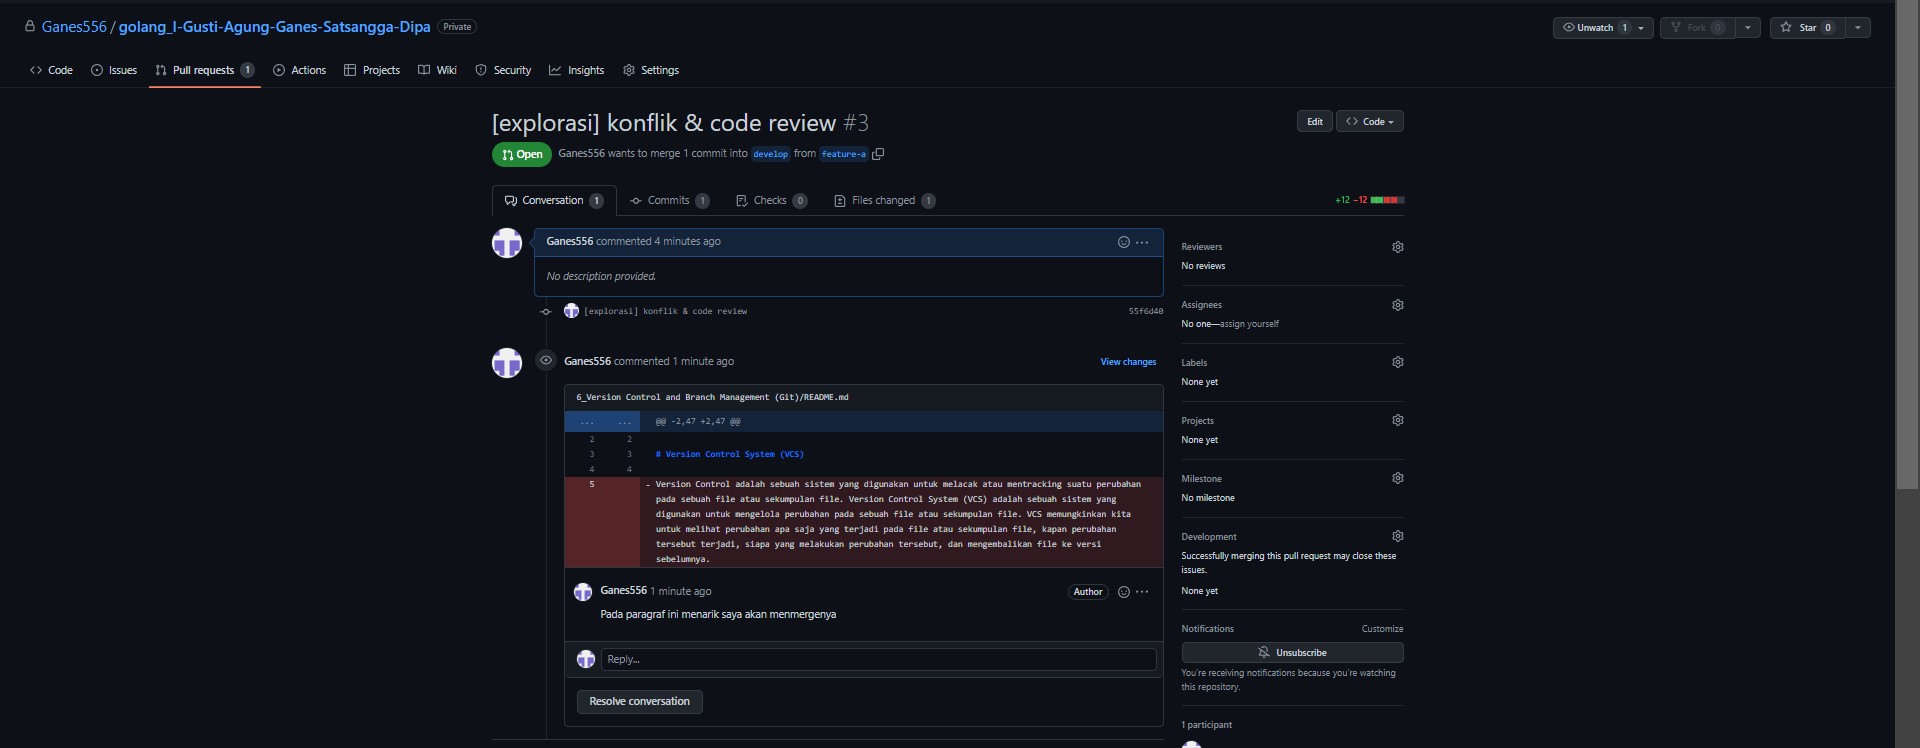 Ganes556 / golang_I-Gusti-Agung-Ganes-Satsangga-Dipa Private
Unwatch 1 Fork 0 Star 0
Code Issues Pull requests 1 Actions Projects Wiki Security Insights Settings
[explorasi] konflik & code review #3
Edit <> Code
Open Ganes556 wants to merge 1 commit into develop from feature-a
Conversation 1 Commits 1 Checks 0 Files changed 1
+12 −12
Ganes556 commented 4 minutes ago
No description provided.
[explorasi] konflik & code review 55f6d40
Ganes556 commented 1 minute ago View changes
6_Version Control and Branch Management (Git)/README.md
... ... @@ -2,47 +2,47 @@
2 2
3 3 # Version Control System (VCS)
4 4
5 - Version Control adalah sebuah sistem yang digunakan untuk melacak atau mentracking suatu perubahan
pada sebuah file atau sekumpulan file. Version Control System (VCS) adalah sebuah sistem yang
digunakan untuk mengelola perubahan pada sebuah file atau sekumpulan file. VCS memungkinkan kita
untuk melihat perubahan apa saja yang terjadi pada file atau sekumpulan file, kapan perubahan
tersebut terjadi, siapa yang melakukan perubahan tersebut, dan mengembalikan file ke versi
sebelumnya.
Ganes556 1 minute ago Author
Pada paragraf ini menarik saya akan menmergenya
Reply...
Resolve conversation
Reviewers
No reviews
Assignees
No one—assign yourself
Labels
None yet
Projects
None yet
Milestone
No milestone
Development
Successfully merging this pull request may close these
issues.
None yet
Notifications Customize
Unsubscribe
You're receiving notifications because you're watching
this repository.
1 participant